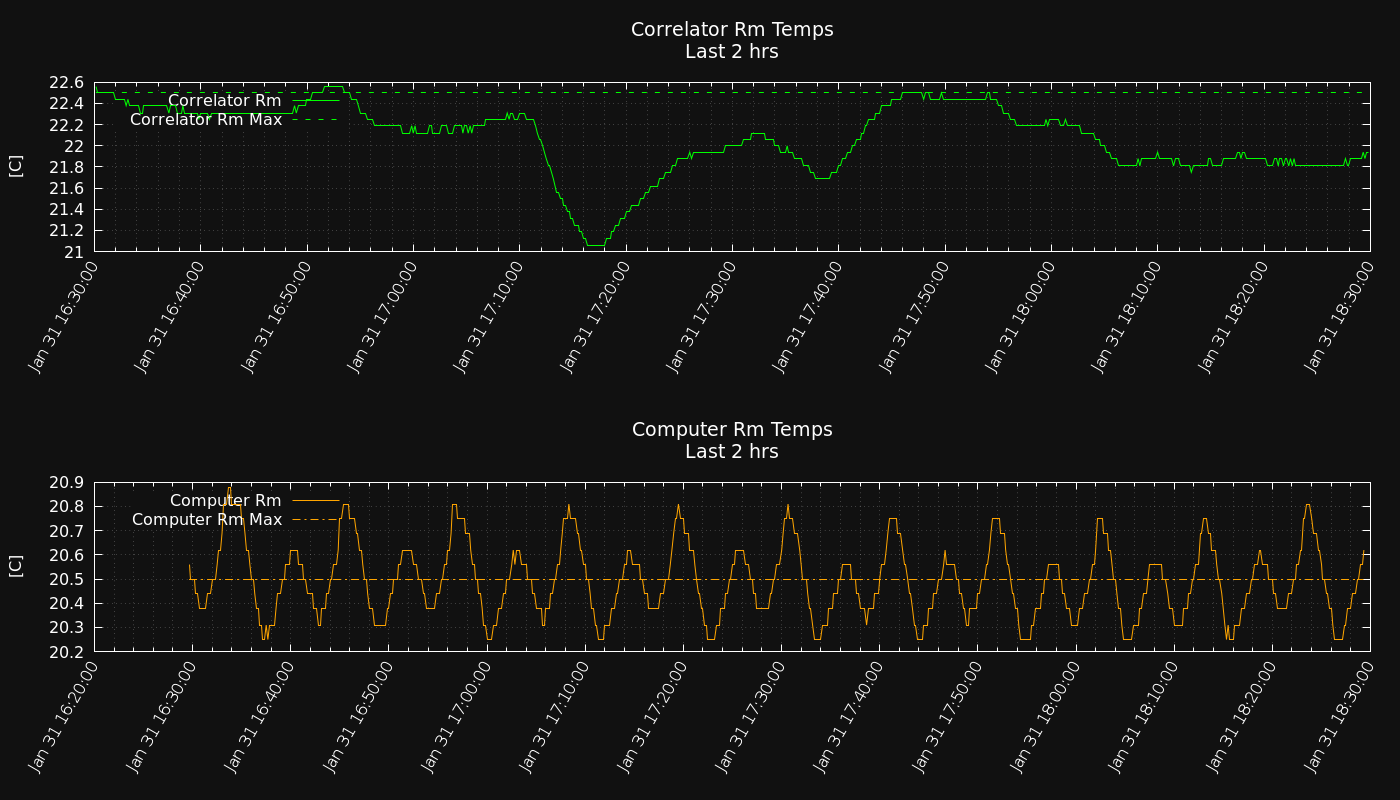 Correlator Rm Temps
Last 2 hrs
[C]
22.6
22.4
22.2
22
21.8
21.6
21.4
21.2
21
Correlator Rm
Correlator Rm Max
Jan 31 16:30:00
Jan 31 16:40:00
Jan 31 16:50:00
Jan 31 17:00:00
Jan 31 17:10:00
Jan 31 17:20:00
Jan 31 17:30:00
Jan 31 17:40:00
Jan 31 17:50:00
Jan 31 18:00:00
Jan 31 18:10:00
Jan 31 18:20:00
Jan 31 18:30:00
Computer Rm Temps
Last 2 hrs
[C]
20.9
20.8
20.7
20.6
20.5
20.4
20.3
20.2
Computer Rm
Computer Rm Max
Jan 31 16:20:00
Jan 31 16:30:00
Jan 31 16:40:00
Jan 31 16:50:00
Jan 31 17:00:00
Jan 31 17:10:00
Jan 31 17:20:00
Jan 31 17:30:00
Jan 31 17:40:00
Jan 31 17:50:00
Jan 31 18:00:00
Jan 31 18:10:00
Jan 31 18:20:00
Jan 31 18:30:00